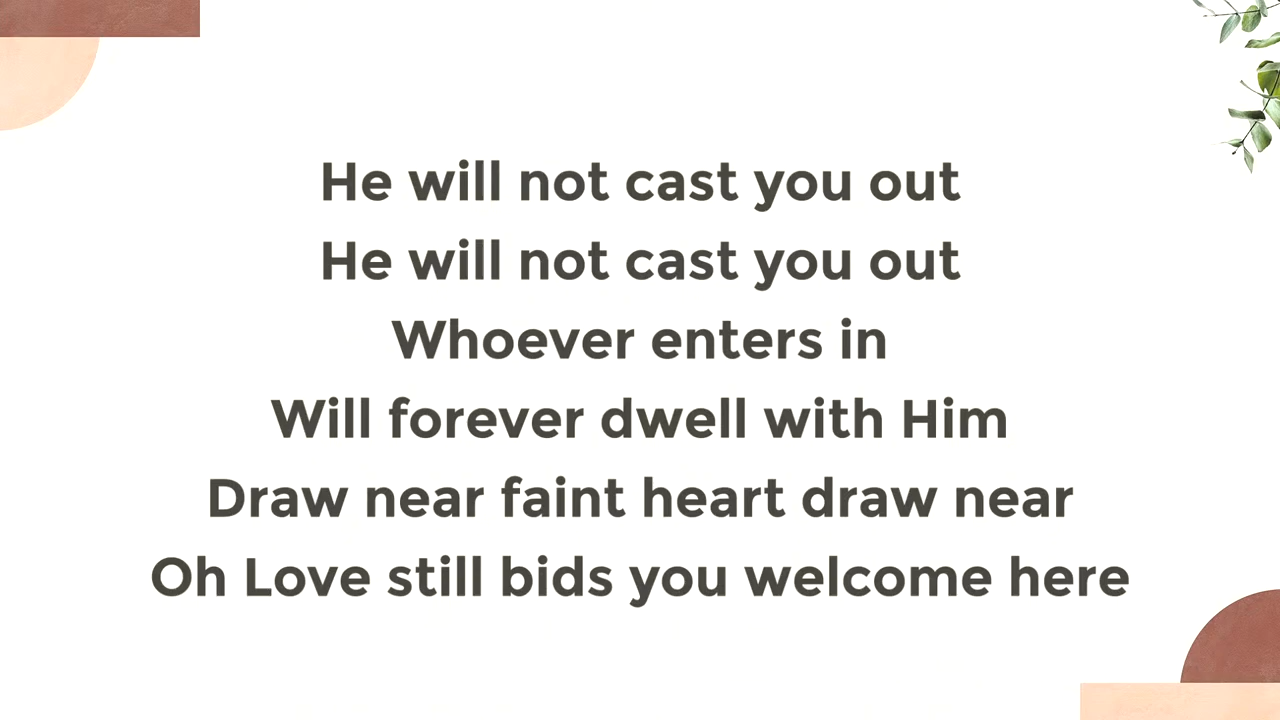 He will not cast you out
He will not cast you out
Whoever enters in
Will forever dwell with Him
Draw near faint heart draw near
Oh Love still bids you welcome here